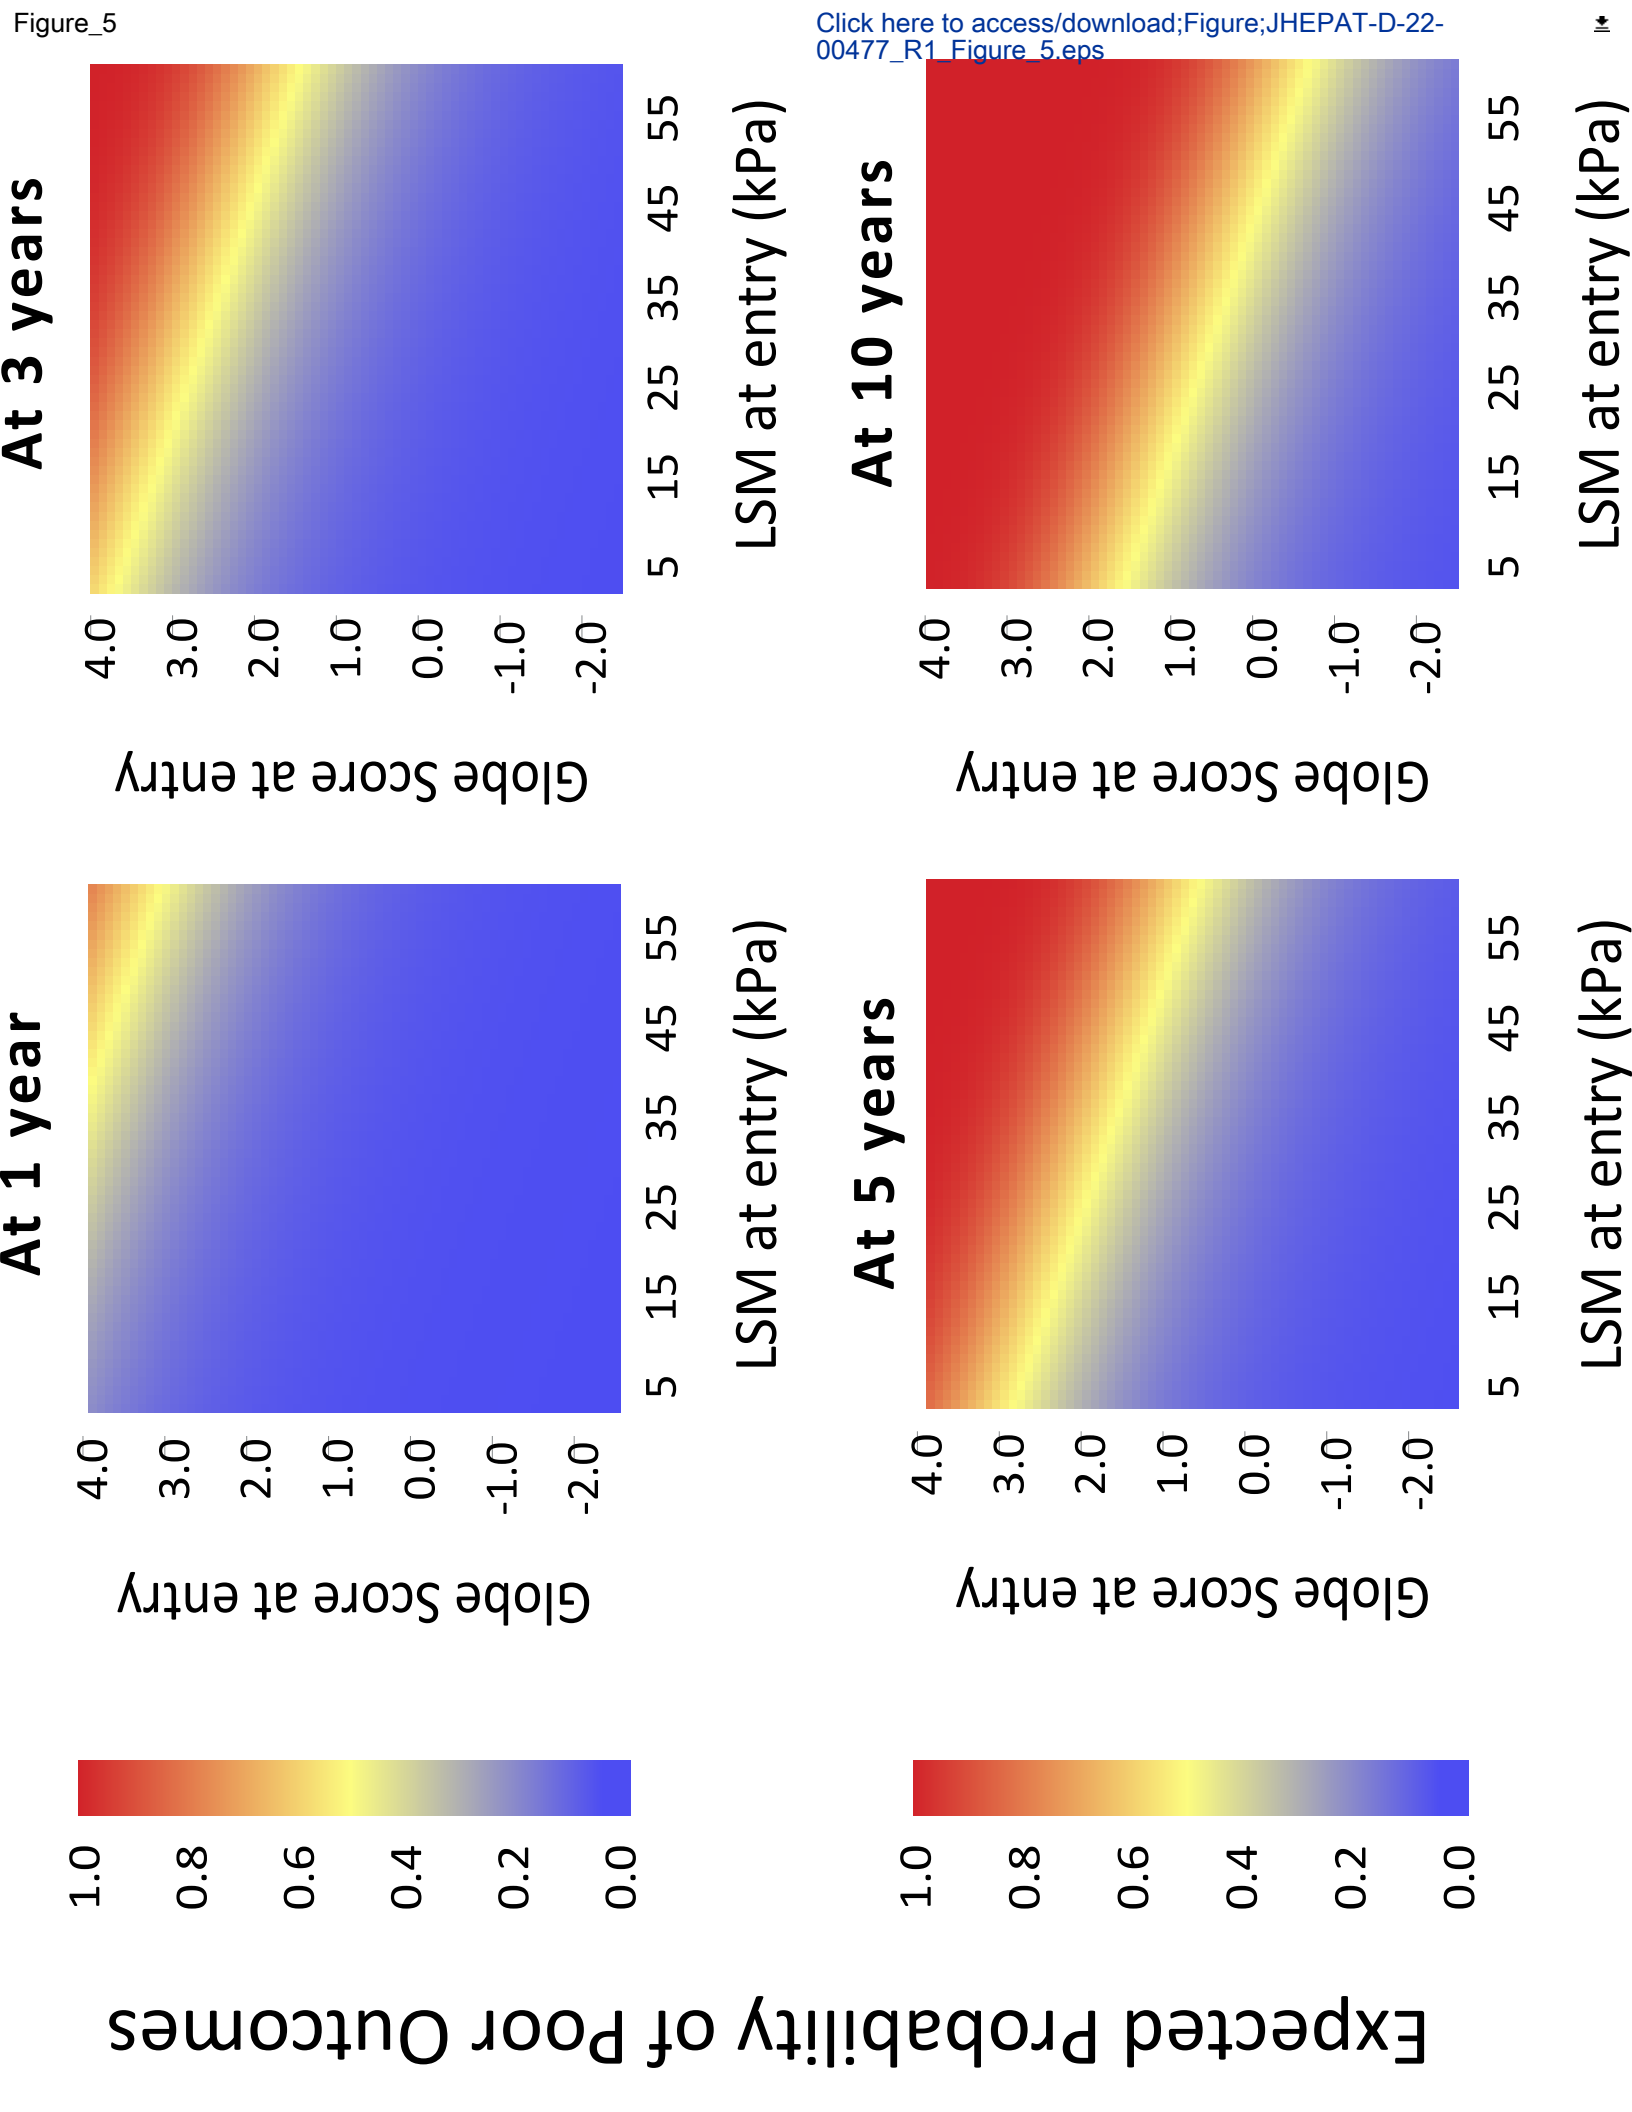 Figure_5
Click here to access/download;Figure;JHEPAT-D-22-
00477_R1_Figure_5.eps
Expected Probability of Poor Outcomes
1.0
0.8
0.6
0.4
0.2
0.0
At 1 year
Globe Score at entry
4.0
3.0
2.0
1.0
0.0
-1.0
-2.0
5 15 25 35 45 55
LSM at entry (kPa)
At 3 years
Globe Score at entry
4.0
3.0
2.0
1.0
0.0
-1.0
-2.0
5 15 25 35 45 55
LSM at entry (kPa)
1.0
0.8
0.6
0.4
0.2
0.0
At 5 years
Globe Score at entry
4.0
3.0
2.0
1.0
0.0
-1.0
-2.0
5 15 25 35 45 55
LSM at entry (kPa)
At 10 years
Globe Score at entry
4.0
3.0
2.0
1.0
0.0
-1.0
-2.0
5 15 25 35 45 55
LSM at entry (kPa)